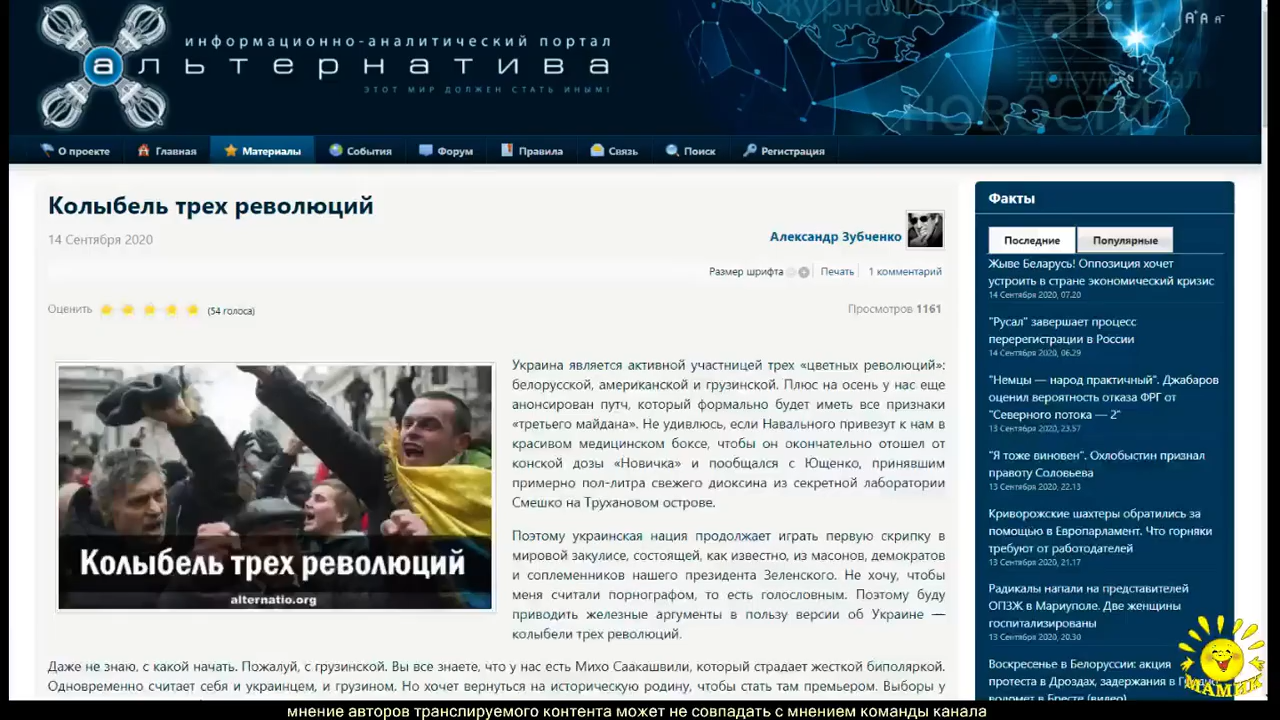 информационно-аналитический портал
альтернатива
этот мир должен стать иным!
журналистика
ано
документаль
НОВОСТИ
A+ A A-
О проекте
Главная
Материалы
События
Форум
Правила
Связь
Поиск
Регистрация
Колыбель трех революций
14 Сентября 2020
Александр Зубченко
Размер шрифта
Печать
1 комментарий
Оценить
(54 голоса)
Просмотров 1161
Колыбель трех революций
alternatio.org
Украина является активной участницей трех «цветных революций»:
белорусской, американской и грузинской. Плюс на осень у нас еще
анонсирован путч, который формально будет иметь все признаки
«третьего майдана». Не удивлюсь, если Навального привезут к нам в
красивом медицинском боксе, чтобы он окончательно отошел от
конской дозы «Новичка» и пообщался с Ющенко, принявшим
примерно пол-литра свежего диоксина из секретной лаборатории
Смешко на Трухановом острове.
Поэтому украинская нация продолжает играть первую скрипку в
мировой закулисе, состоящей, как известно, из масонов, демократов
и соплеменников нашего президента Зеленского. Не хочу, чтобы
меня считали порнографом, то есть голословным. Поэтому буду
приводить железные аргументы в пользу версии об Украине —
колыбели трех революций.
Даже не знаю, с какой начать. Пожалуй, с грузинской. Вы все знаете, что у нас есть Михо Саакашвили, который страдает жесткой биполяркой.
Одновременно считает себя и украинцем, и грузином. Но хочет вернуться на историческую родину, чтобы стать там премьером. Выборы у
Факты
Последние
Популярные
Жыве Беларусь! Оппозиция хочет
устроить в стране экономический кризис
14 Сентября 2020, 07.20
"Русал" завершает процесс
перерегистрации в России
14 Сентября 2020, 06.29
"Немцы — народ практичный". Джабаров
оценил вероятность отказа ФРГ от
"Северного потока — 2"
13 Сентября 2020, 23.57
"Я тоже виновен". Охлобыстин признал
правоту Соловьева
13 Сентября 2020, 22.13
Криворожские шахтеры обратились за
помощью в Европарламент. Что горняки
требуют от работодателей
13 Сентября 2020, 21.17
Радикалы напали на представителей
ОПЗЖ в Мариуполе. Две женщины
госпитализированы
13 Сентября 2020, 20.30
Воскресенье в Белоруссии: акция
протеста в Дроздах, задержания в
водомет в Бресте (видео)
МАМИК
мнение авторов транслируемого контента может не совпадать с мнением команды канала